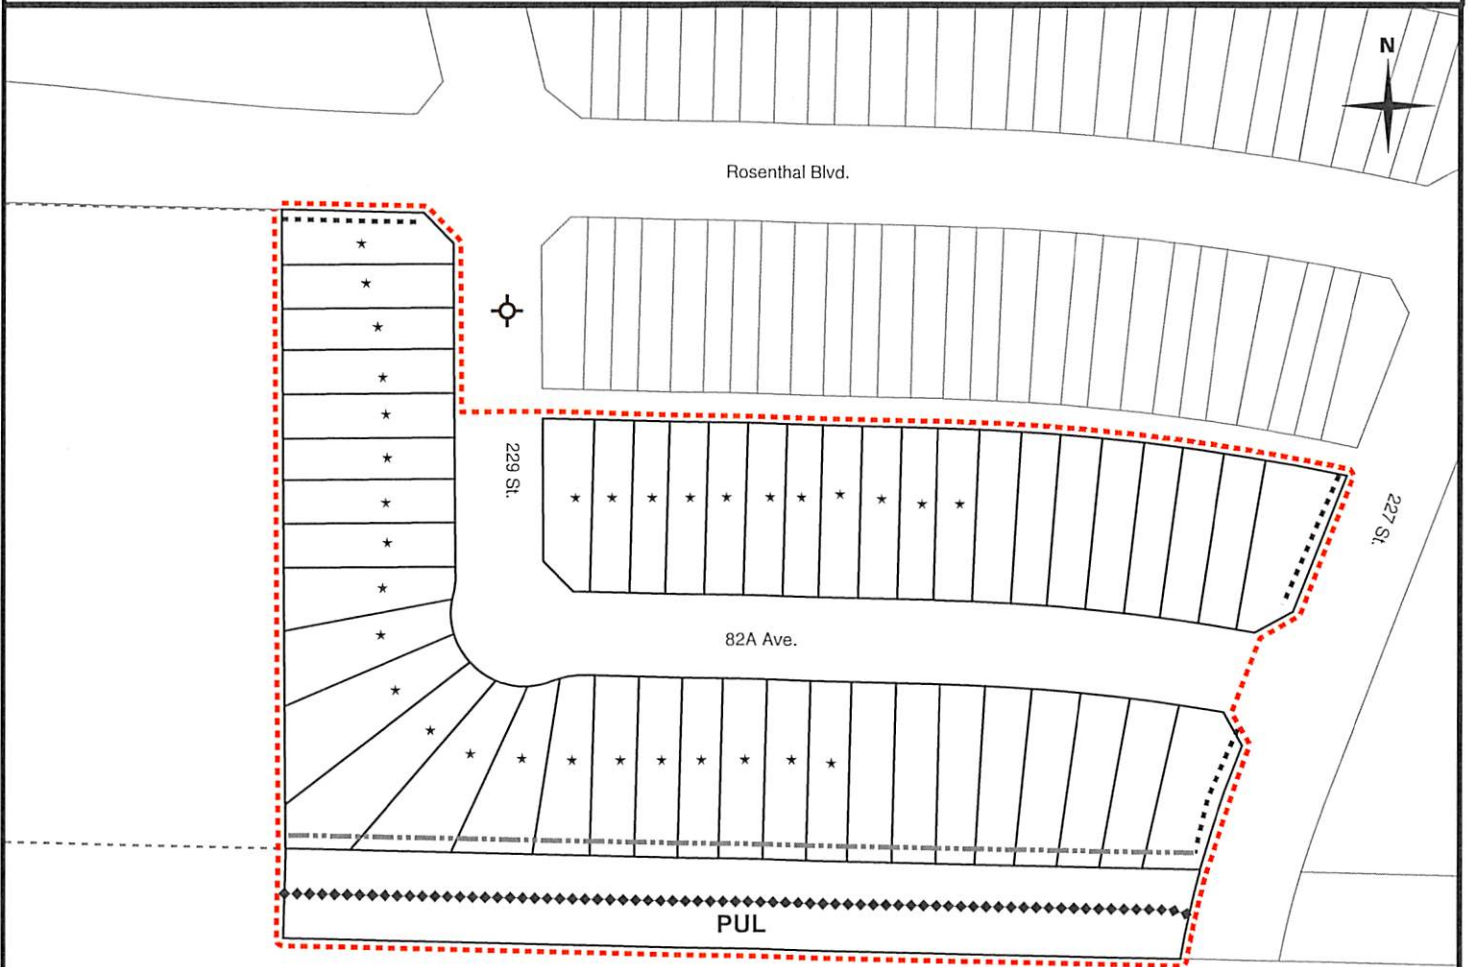 N
Rosenthal Blvd.
229 St.
227 St.
82A Ave.
PUL